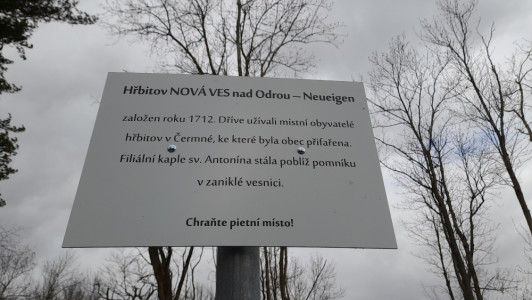 Hřbitov NOVÁ VES nad Odrou – Neueigen
založen roku 1712. Dříve užívali místní obyvatelé
hřbitov v Čermné, ke které byla obec přifařena.
Filiální kaple sv. Antonína stála poblíž pomníku
v zaniklé vesnici.
Chraňte pietní místo!